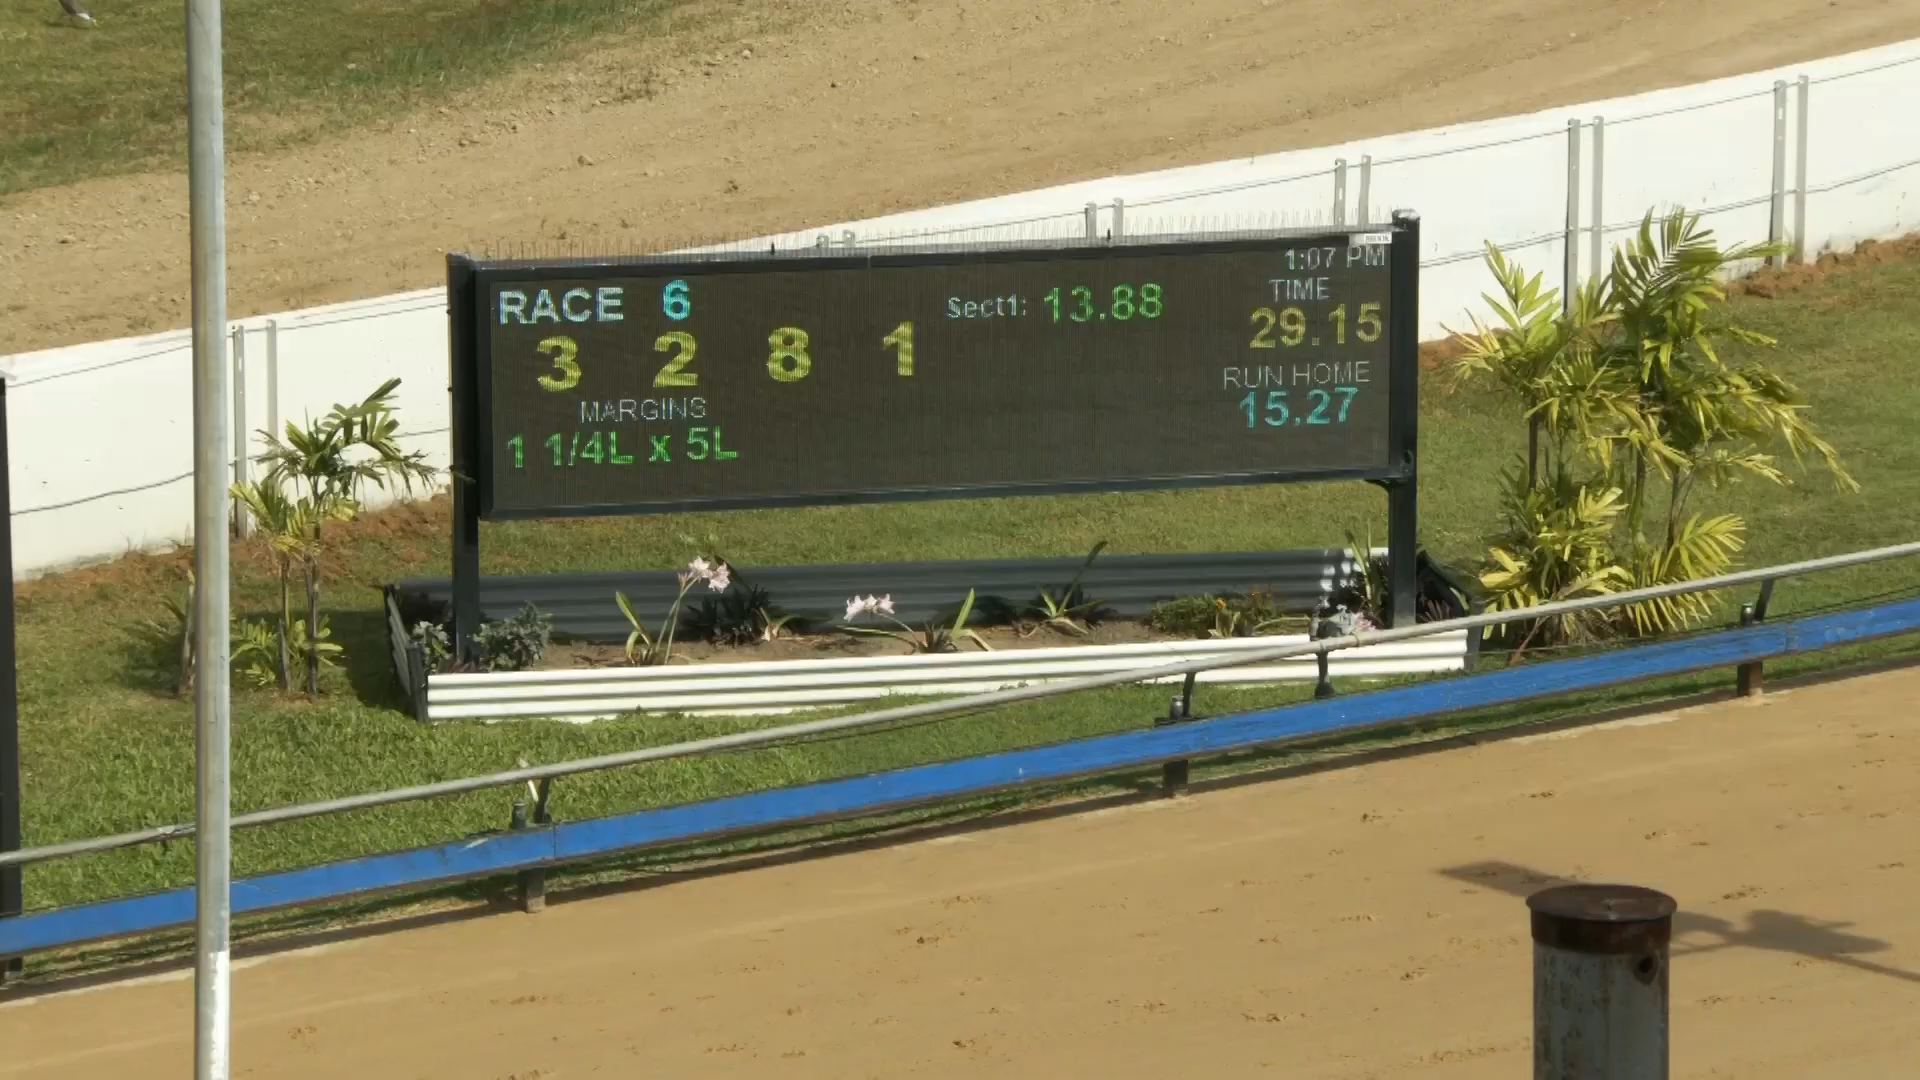 1:07 PM
RACE 6
Sect1: 13.88
TIME
29.15
3 2 8 1
RUN HOME
15.27
MARGINS
1 1/4L x 5L